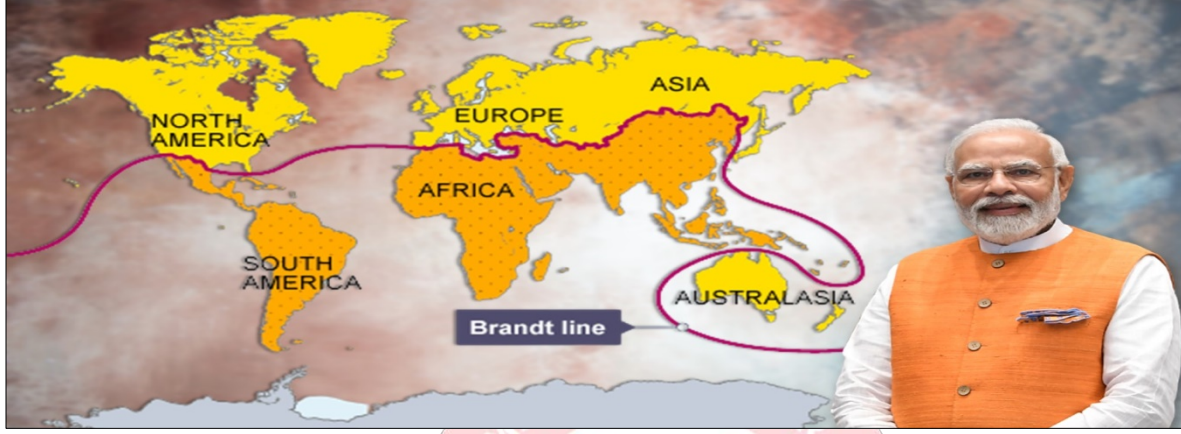 ASIA
NORTH
AMERICA
EUROPE
AFRICA
SOUTH
AMERICA
AUSTRALASIA
Brandt line